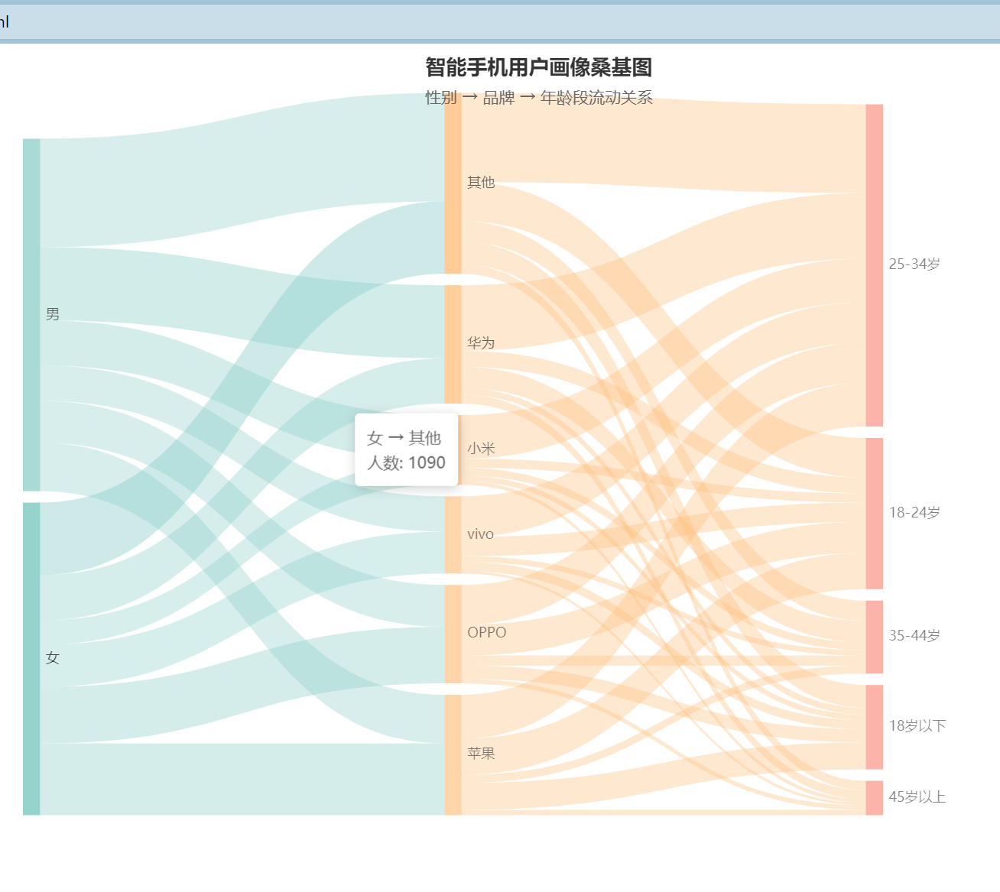 智能手机用户画像桑基图
性别 → 品牌 → 年龄段流动关系
男
女
其他
华为
小米
vivo
OPPO
苹果
女 → 其他
人数: 1090
25-34岁
18-24岁
35-44岁
18岁以下
45岁以上